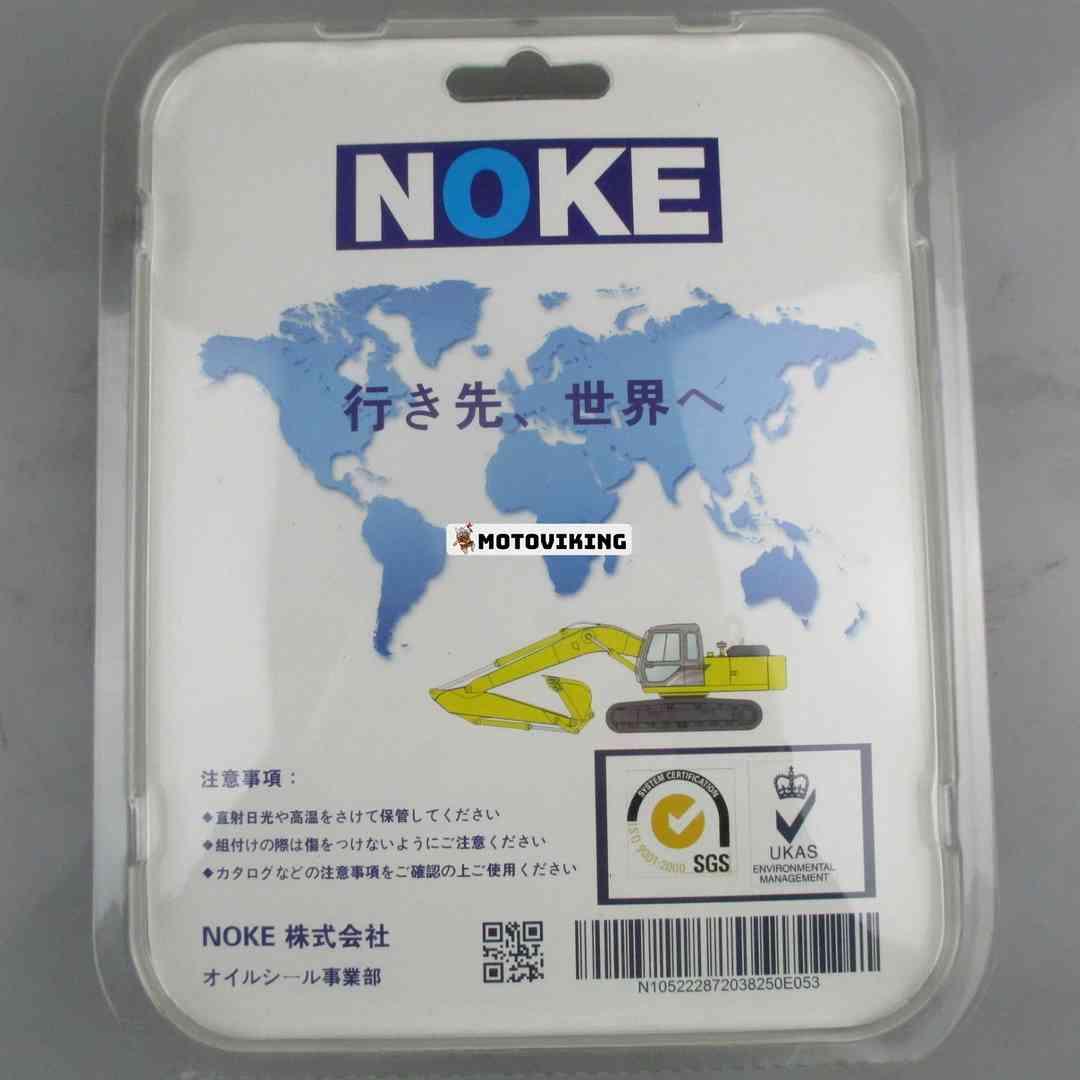 NOKE
行き先、世界へ
MOTOVIKING
注意事項：
◆直射日光や高温をさけて保管してください
◆組付けの際は傷をつけないようにご注意ください
◆カタログなどの注意事項をご確認の上ご使用ください
SYSTEM CERTIFICATION
ISO 9001:2000
SGS
UKAS
ENVIRONMENTAL
MANAGEMENT
NOKE 株式会社
オイルシール事業部
N105222872038250E053